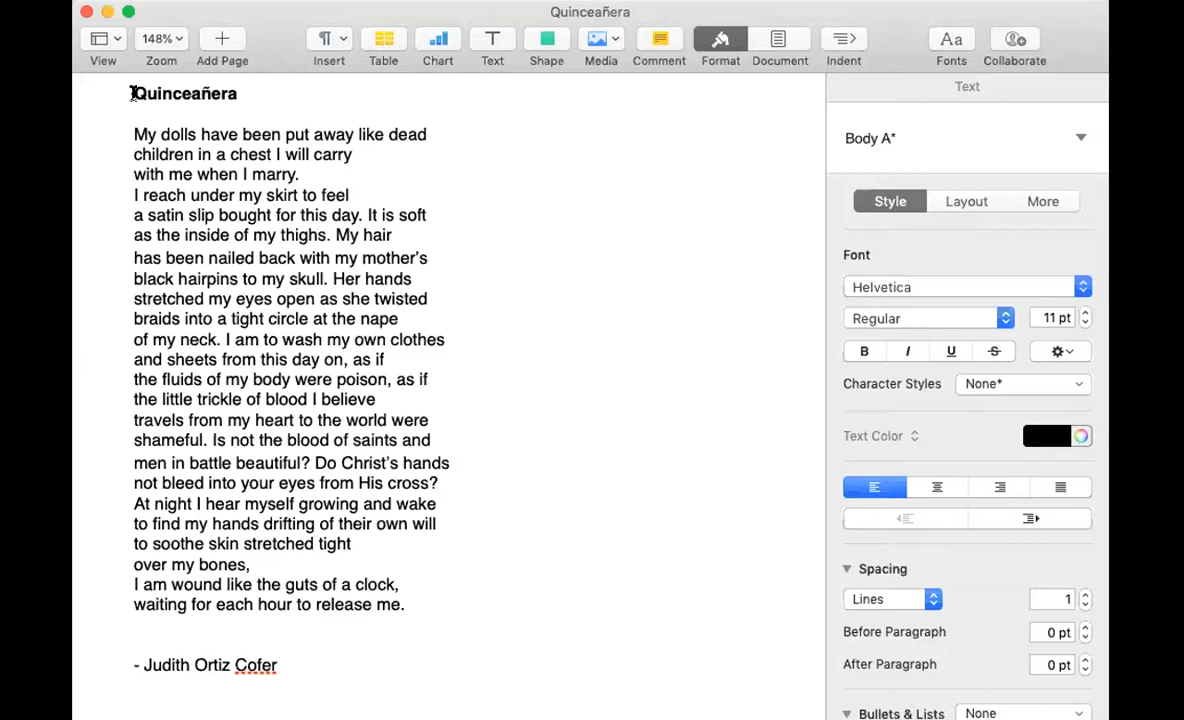 Quinceañera
148%
View
Zoom
Add Page
Insert
Table
Chart
Text
Shape
Media
Comment
Format
Document
Indent
Aa
Fonts
Collaborate
Quinceañera
My dolls have been put away like dead
children in a chest I will carry
with me when I marry.
I reach under my skirt to feel
a satin slip bought for this day. It is soft
as the inside of my thighs. My hair
has been nailed back with my mother’s
black hairpins to my skull. Her hands
stretched my eyes open as she twisted
braids into a tight circle at the nape
of my neck. I am to wash my own clothes
and sheets from this day on, as if
the fluids of my body were poison, as if
the little trickle of blood I believe
travels from my heart to the world were
shameful. Is not the blood of saints and
men in battle beautiful? Do Christ’s hands
not bleed into your eyes from His cross?
At night I hear myself growing and wake
to find my hands drifting of their own will
to soothe skin stretched tight
over my bones,
I am wound like the guts of a clock,
waiting for each hour to release me.
- Judith Ortiz Cofer
Text
Body A*
Style
Layout
More
Font
Helvetica
Regular
11 pt
B I U S
Character Styles
None*
Text Color
Spacing
Lines
1
Before Paragraph
0 pt
After Paragraph
0 pt
Bullets & Lists
None